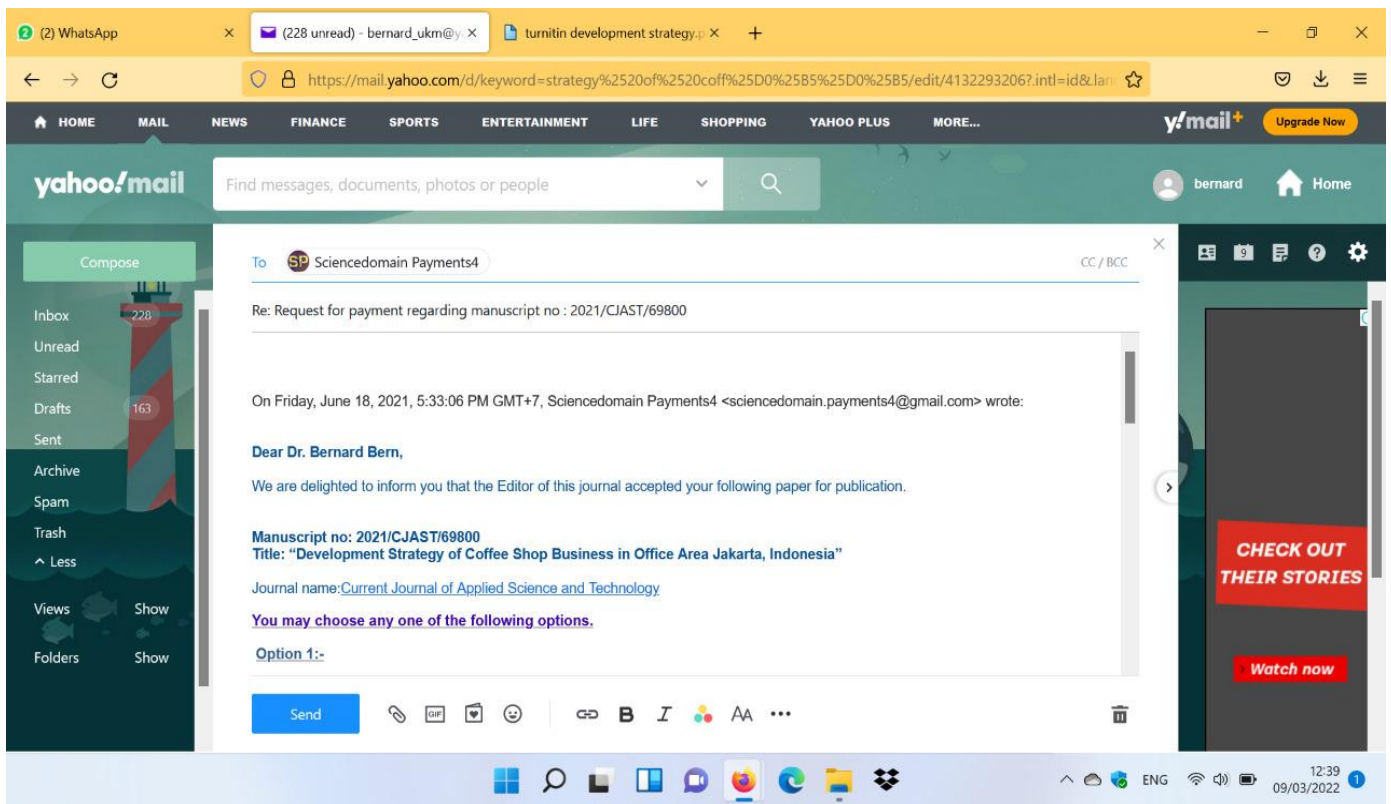 (2) WhatsApp
(228 unread) - bernard_ukm@y
turnitin development strategy.p
https://mail.yahoo.com/d/keyword=strategy%2520of%2520coff%25D0%25B5%25D0%25B5/edit/4132293206?.intl=id&.lan
HOME MAIL NEWS FINANCE SPORTS ENTERTAINMENT LIFE SHOPPING YAHOO PLUS MORE... y!mail+ Upgrade Now
yahoo!mail Find messages, documents, photos or people bernard Home
Compose
To SP Sciencedomain Payments4 CC / BCC
9
Inbox 228
Re: Request for payment regarding manuscript no : 2021/CJAST/69800
Unread
Starred
Drafts 163
On Friday, June 18, 2021, 5:33:06 PM GMT+7, Sciencedomain Payments4 <sciencedomain.payments4@gmail.com> wrote:
Sent
Dear Dr. Bernard Bern,
Archive
We are delighted to inform you that the Editor of this journal accepted your following paper for publication.
Spam
Trash
Manuscript no: 2021/CJAST/69800
Title: “Development Strategy of Coffee Shop Business in Office Area Jakarta, Indonesia”
Less
Journal name:Current Journal of Applied Science and Technology
Views Show
You may choose any one of the following options.
Folders Show
Option 1:-
CHECK OUT
THEIR STORIES
Watch now
Send GIF B I AA
ENG 12:39
09/03/2022 1